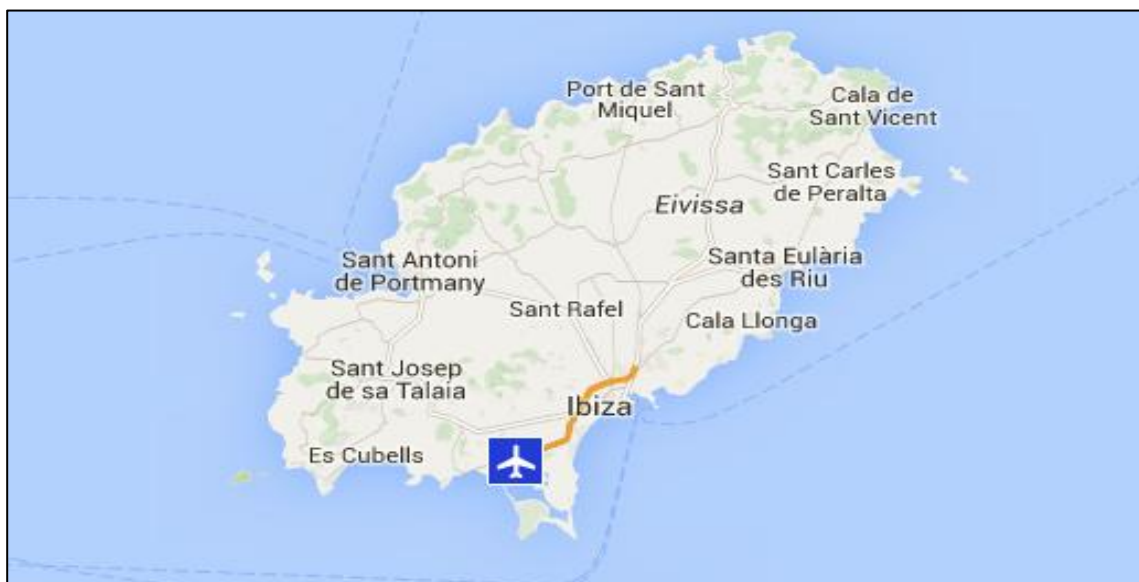 Port de Sant
Miquel
Cala de
Sant Vicent
Sant Carles
de Peralta
Eivissa
Sant Antoni
de Portmany
Santa Eulària
des Riu
Sant Rafel
Cala Llonga
Sant Josep
de sa Talaia
Ibiza
Es Cubells